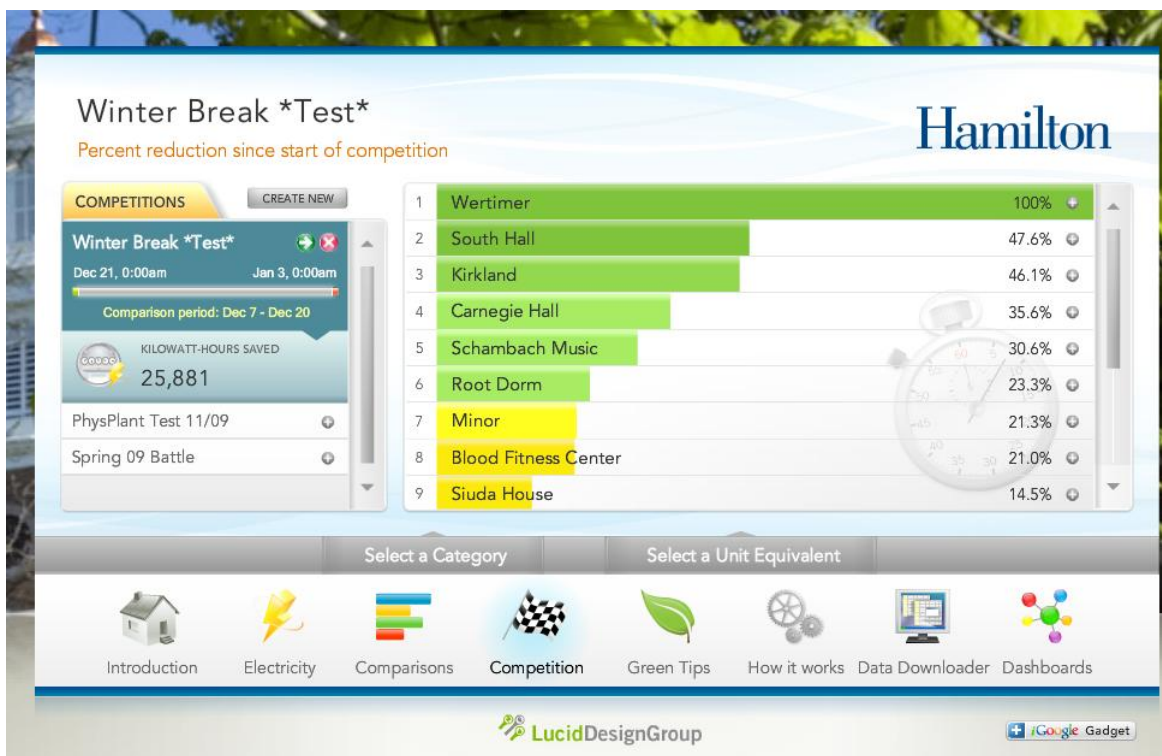 Winter Break *Test*
Percent reduction since start of competition
Hamilton
COMPETITIONS
CREATE NEW
Winter Break *Test*
Dec 21, 0:00am Jan 3, 0:00am
Comparison period: Dec 7 - Dec 20
KILOWATT-HOURS SAVED
25,881
PhysPlant Test 11/09
Spring 09 Battle
1 Wertimer 100%
2 South Hall 47.6%
3 Kirkland 46.1%
4 Carnegie Hall 35.6%
5 Schambach Music 30.6%
6 Root Dorm 23.3%
7 Minor 21.3%
8 Blood Fitness Center 21.0%
9 Siuda House 14.5%
Select a Category Select a Unit Equivalent
Introduction Electricity Comparisons Competition Green Tips How it works Data Downloader Dashboards
LucidDesignGroup
iGoogle Gadget